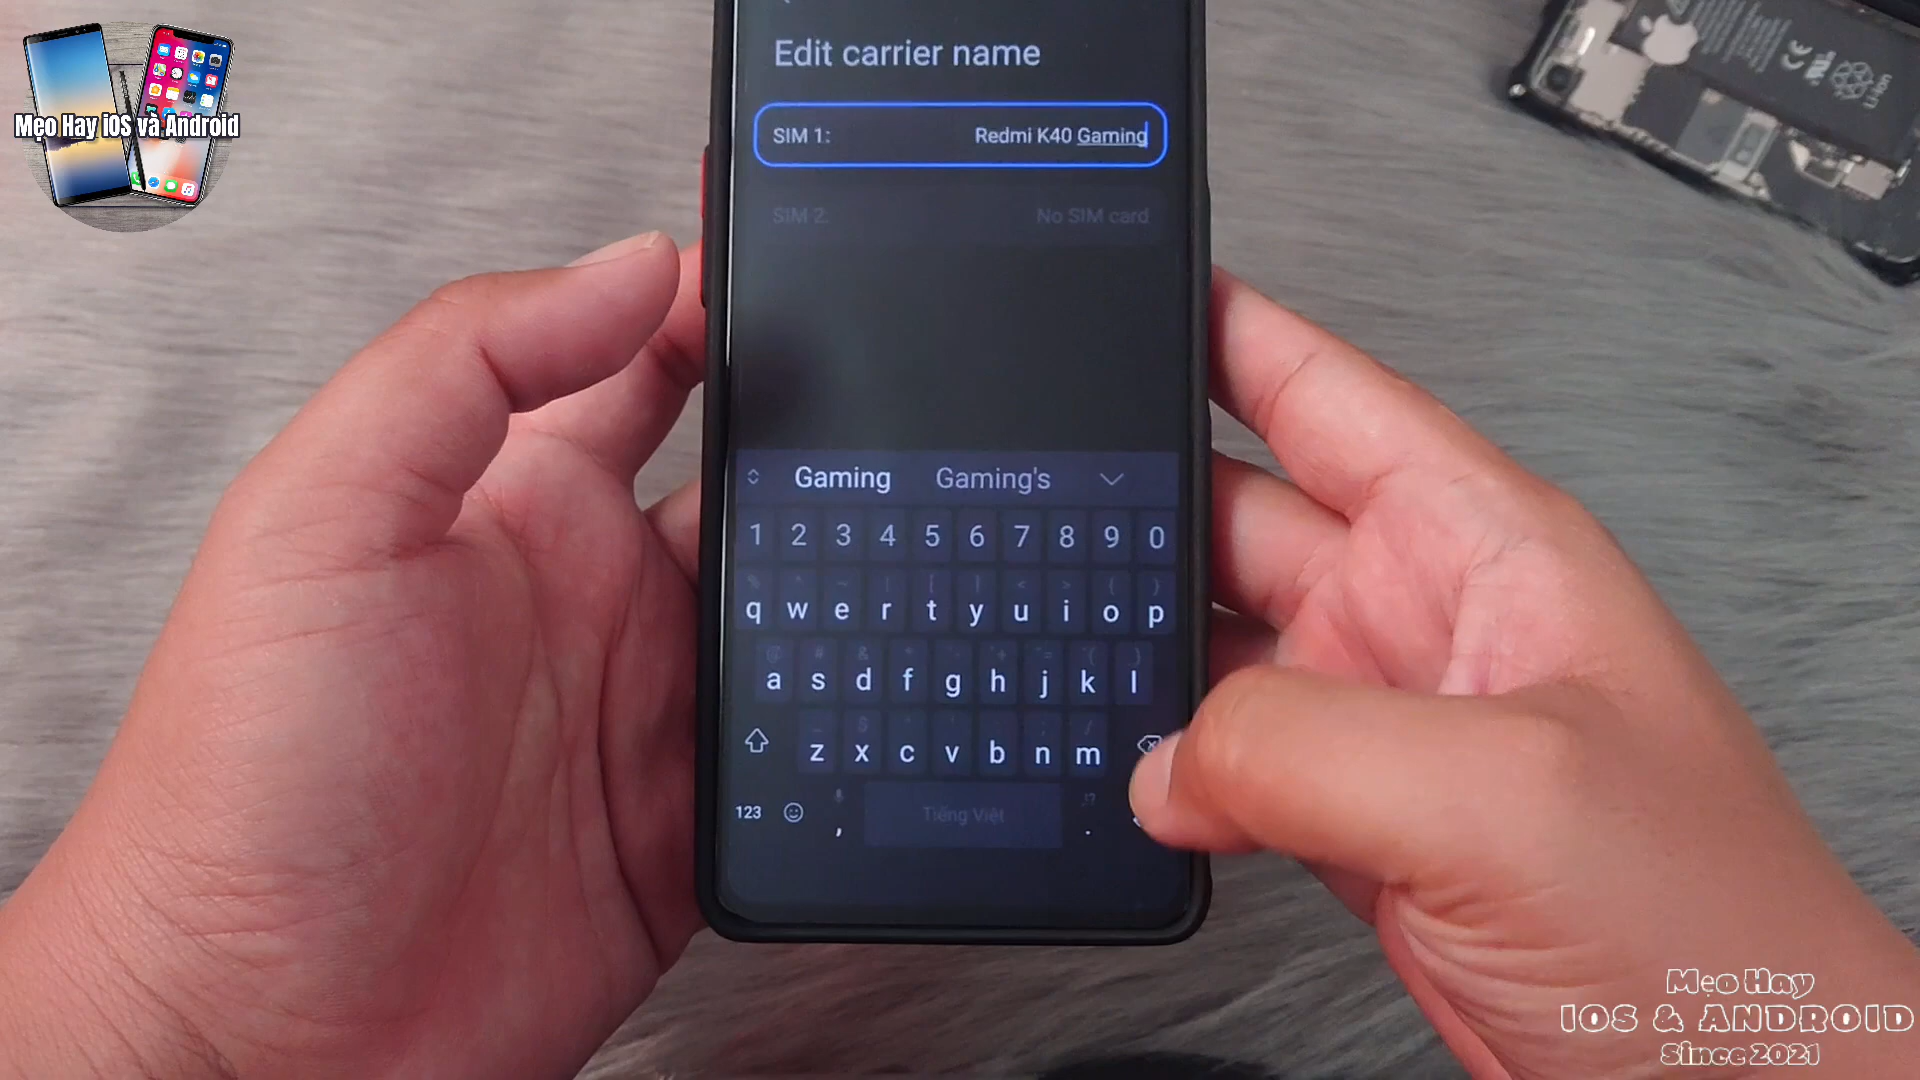 Mẹo Hay iOS và Android
Edit carrier name
SIM 1: Redmi K40 Gaming
SIM 2: No SIM card
Gaming Gaming's
1 2 3 4 5 6 7 8 9 0
q w e r t y u i o p
a s d f g h j k l
z x c v b n m
123 , Tiếng Việt .
Li-ion
Mẹo Hay
IOS & ANDROID
Since 2021